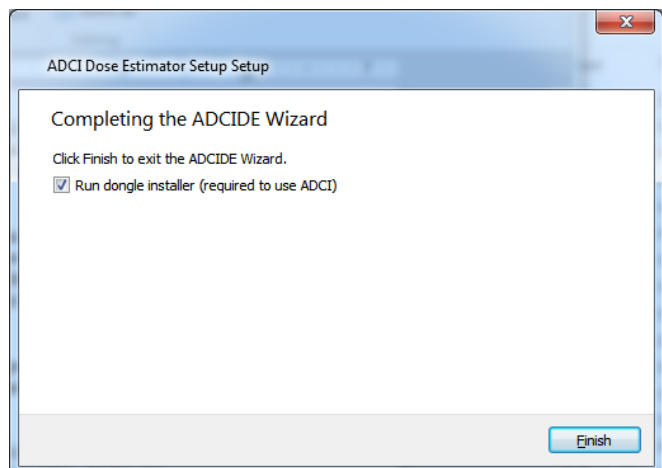 ADCI Dose Estimator Setup Setup
Completing the ADCIDE Wizard
Click Finish to exit the ADCIDE Wizard.
Run dongle installer (required to use ADCI)
Finish